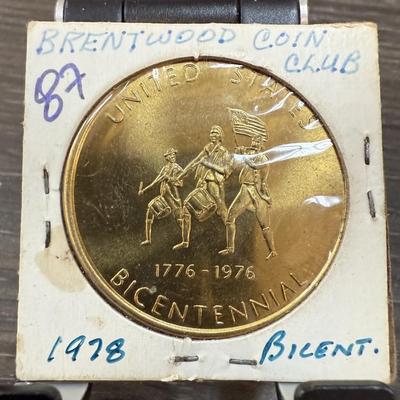 BRENTWOOD COIN
CLUB
87
UNITED STATES
1776-1976
BICENTENNIAL
1978
BICENT.